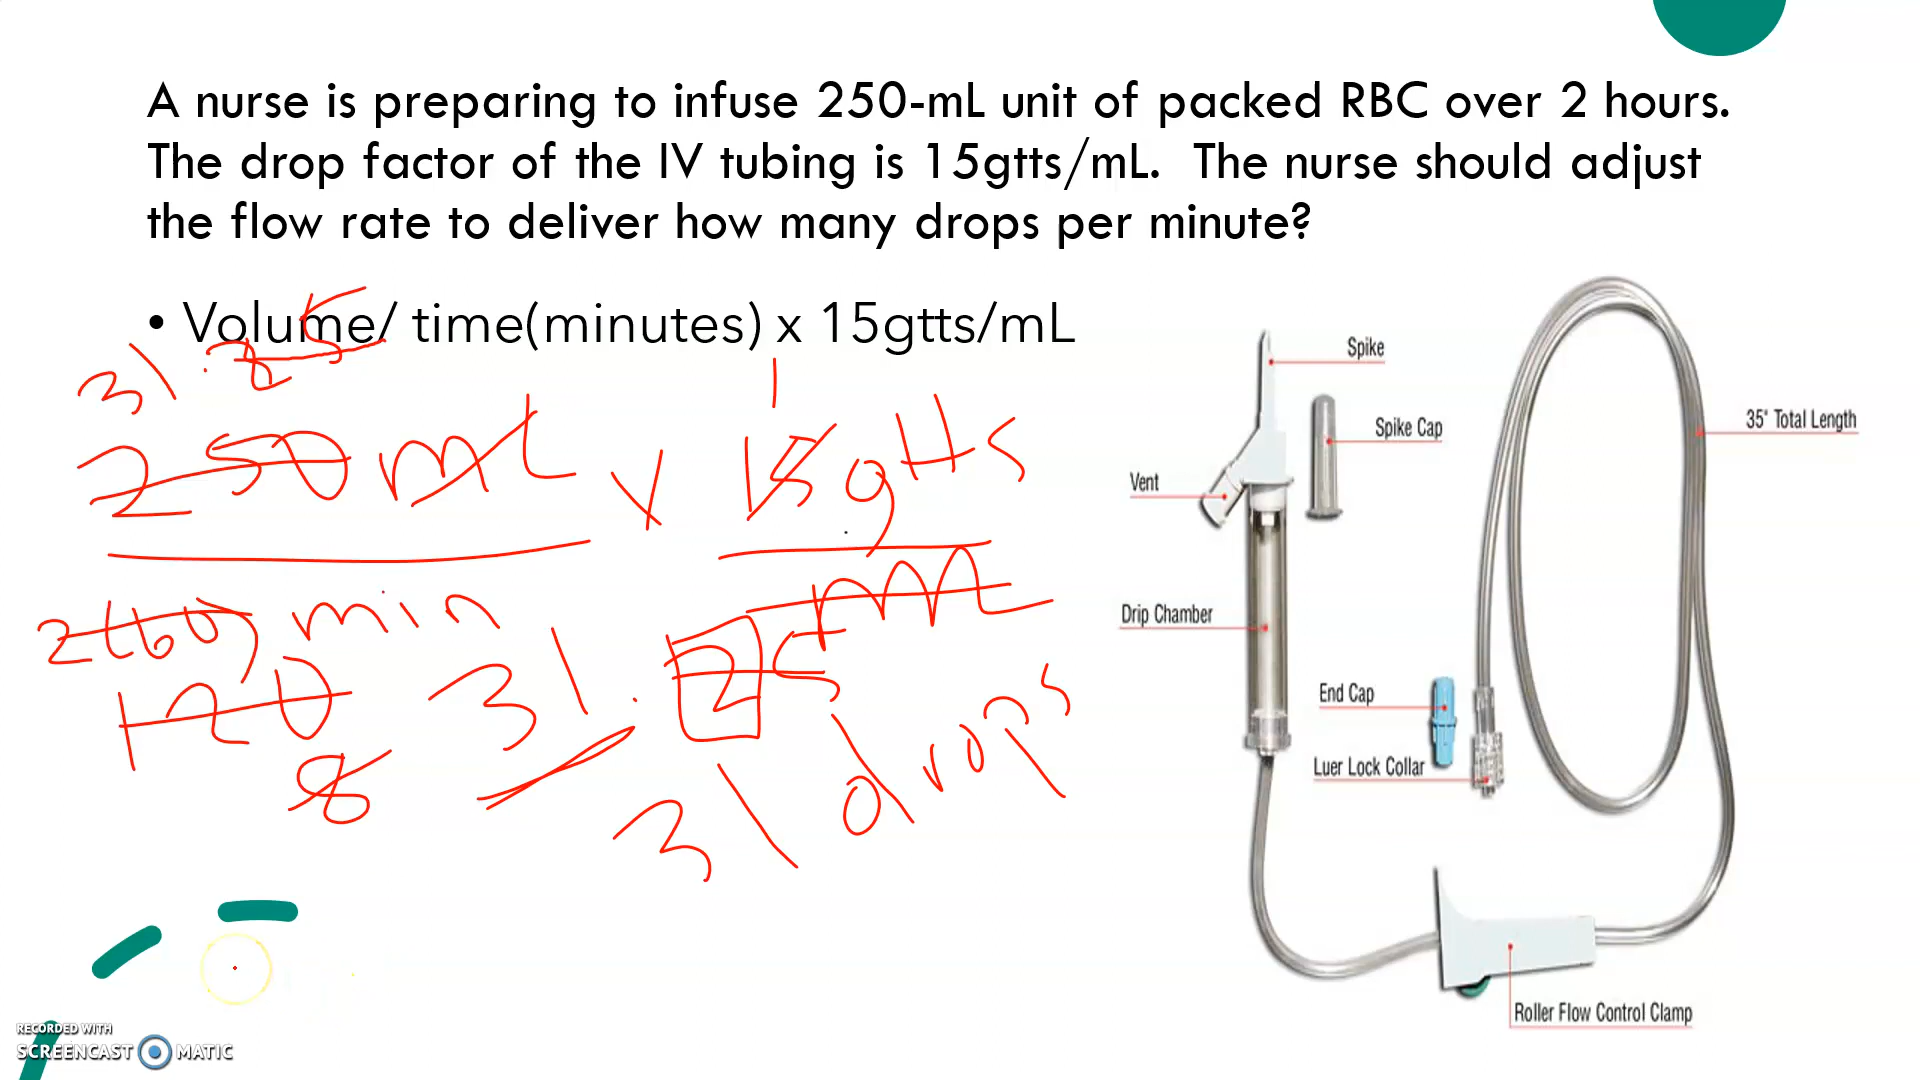 A nurse is preparing to infuse 250-mL unit of packed RBC over 2 hours.
The drop factor of the IV tubing is 15gtts/mL. The nurse should adjust
the flow rate to deliver how many drops per minute?
• Volume/ time(minutes) x 15gtts/mL
31.25
1
250 mL x 15 gtts
mL
2(60) min
120
31.25
8
31 drops
Spike
Spike Cap
35" Total Length
Vent
Drip Chamber
End Cap
Luer Lock Collar
Roller Flow Control Clamp
RECORDED WITH
SCREENCAST MATIC